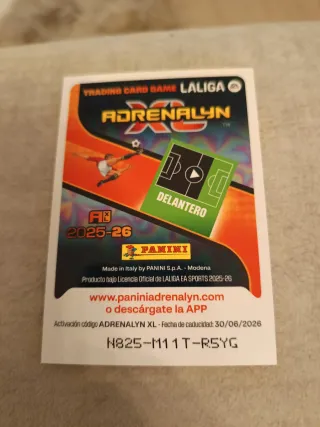 TRADING CARD GAME LALIGA
ADRENALYN
XL™
DELANTERO
AXL
2025-26
PANINI
Made in Italy by PANINI S.p.A. - Modena
Producto bajo Licencia Oficial de LALIGA EA SPORTS 2025-26
www.paniniadrenalyn.com
o descárgate la APP
Activación código ADRENALYN XL - Fecha de caducidad: 30/06/2026
N825-M11T-R5YG